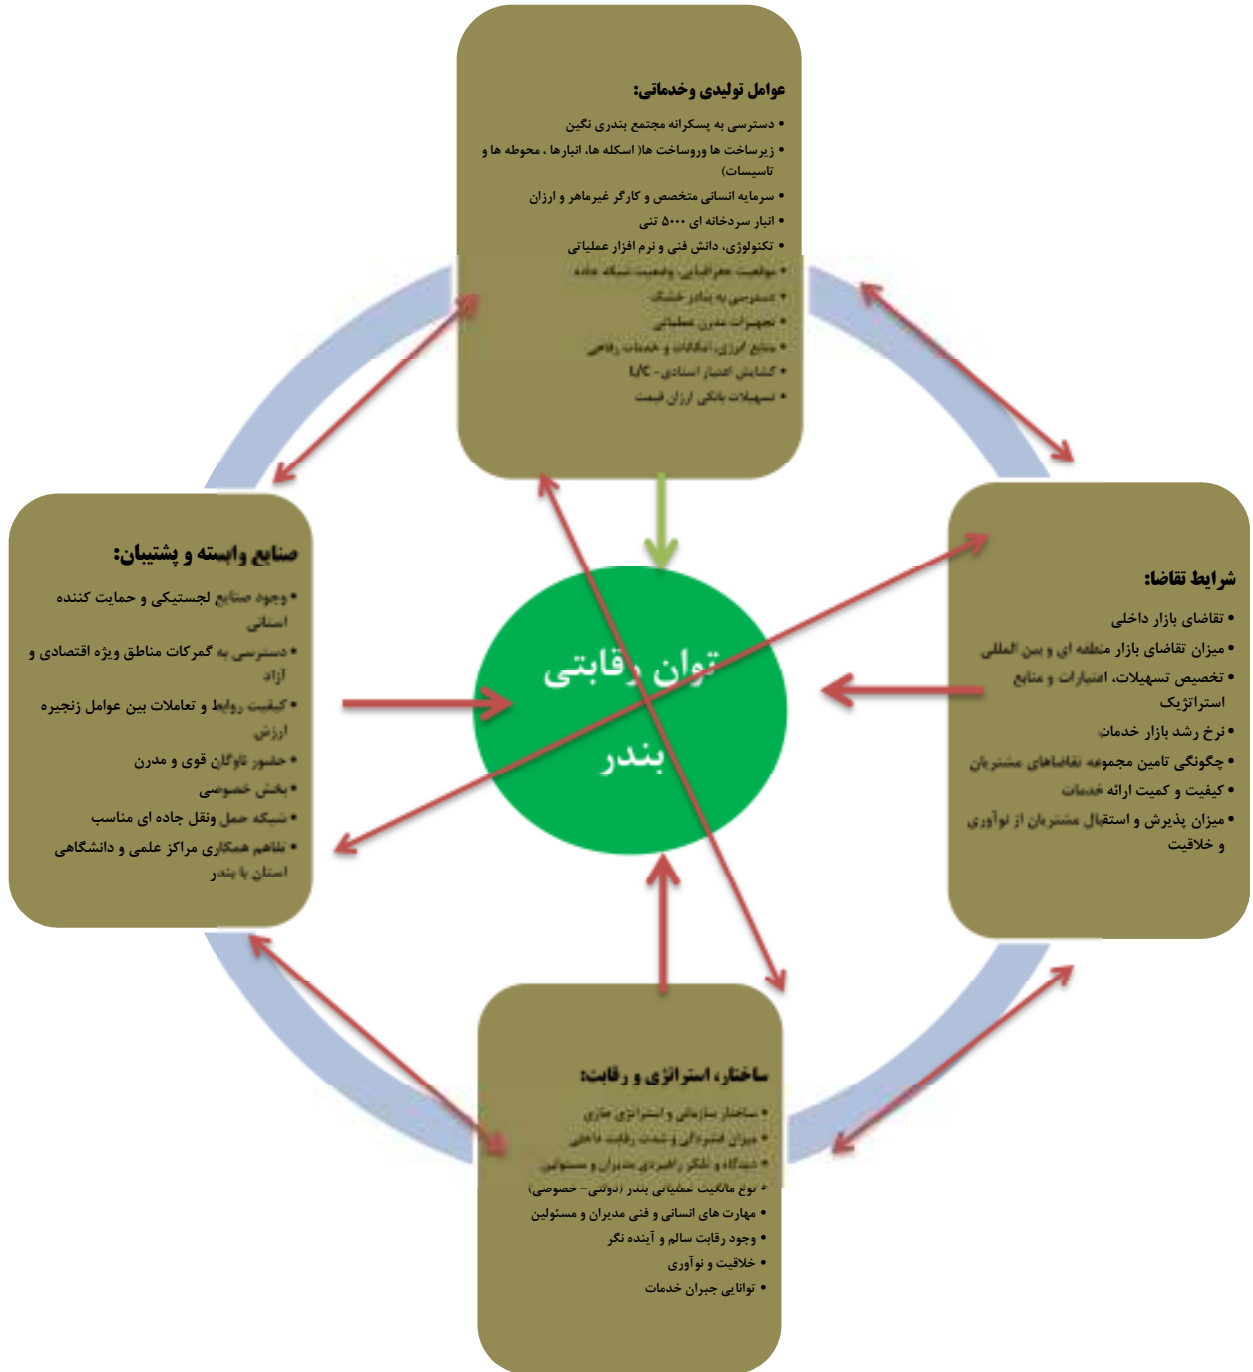 عوامل تولیدی وخدماتی:
• دسترسی به پسکرانه مجتمع بندری نگین
• زیرساخت ها وروساخت ها( اسکله ها، انبارها ، محوطه ها و
تاسیسات)
• سرمایه انسانی متخصص و کارگر غیرماهر و ارزان
• انبار سردخانه ای ۵۰۰۰ تنی
• تکنولوژی، دانش فنی و نرم افزار عملیاتی
• موقعیت جغرافیایی، وضعیت شبکه جاده
• دسترسی به بنادر خشک
• تجهیزات مدرن عملیاتی
• منابع انرژی، امکانات و خدمات رفاهی
• گشایش اعتبار اسنادی- L/C
• تسهیلات بانکی ارزان قیمت
شرایط تقاضا:
• تقاضای بازار داخلی
• میزان تقاضای بازار منطقه ای و بین المللی
• تخصیص تسهیلات، اعتبارات و منابع
استراتژیک
• نرخ رشد بازار خدمات
• چگونگی تامین مجموعه تقاضاهای مشتریان
• کیفیت و کمیت ارائه خدمات
• میزان پذیرش و استقبال مشتریان از نوآوری
و خلاقیت
توان رقابتی
بندر
صنایع وابسته و پشتیبان:
• وجود صنایع لجستیکی و حمایت کننده
استانی
• دسترسی به گمرکات مناطق ویژه اقتصادی و
آزاد
• کیفیت روابط و تعاملات بین عوامل زنجیره
ارزش
• حضور ناوگان قوی و مدرن
• بخش خصوصی
• شبکه حمل ونقل جاده ای مناسب
• تفاهم همکاری مراکز علمی و دانشگاهی
استان با بندر
ساختار، استراتژی و رقابت:
• ساختار سازمانی و استراتژی جاری
• میزان فشردگی و شدت رقابت داخلی
• دیدگاه و تفکر راهبردی مدیران و مسئولین
• نوع مالکیت عملیاتی بندر (دولتی- خصوصی)
• مهارت های انسانی و فنی مدیران و مسئولین
• وجود رقابت سالم و آینده نگر
• خلاقیت و نوآوری
• توانایی جبران خدمات